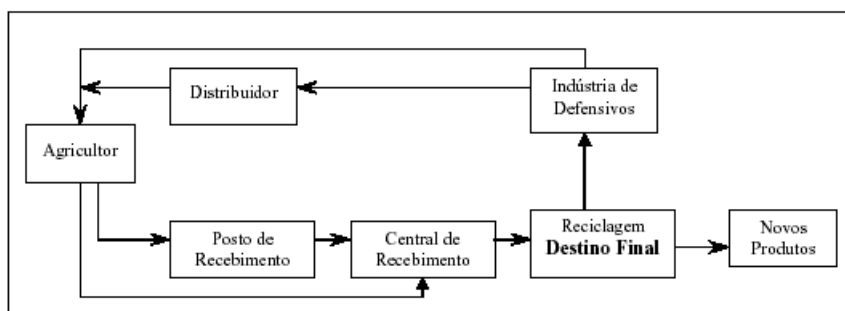 Distribuidor
Indústria de
Defensivos
Agricultor
Posto de
Recebimento
Central de
Recebimento
Reciclagem
Destino Final
Novos
Produtos